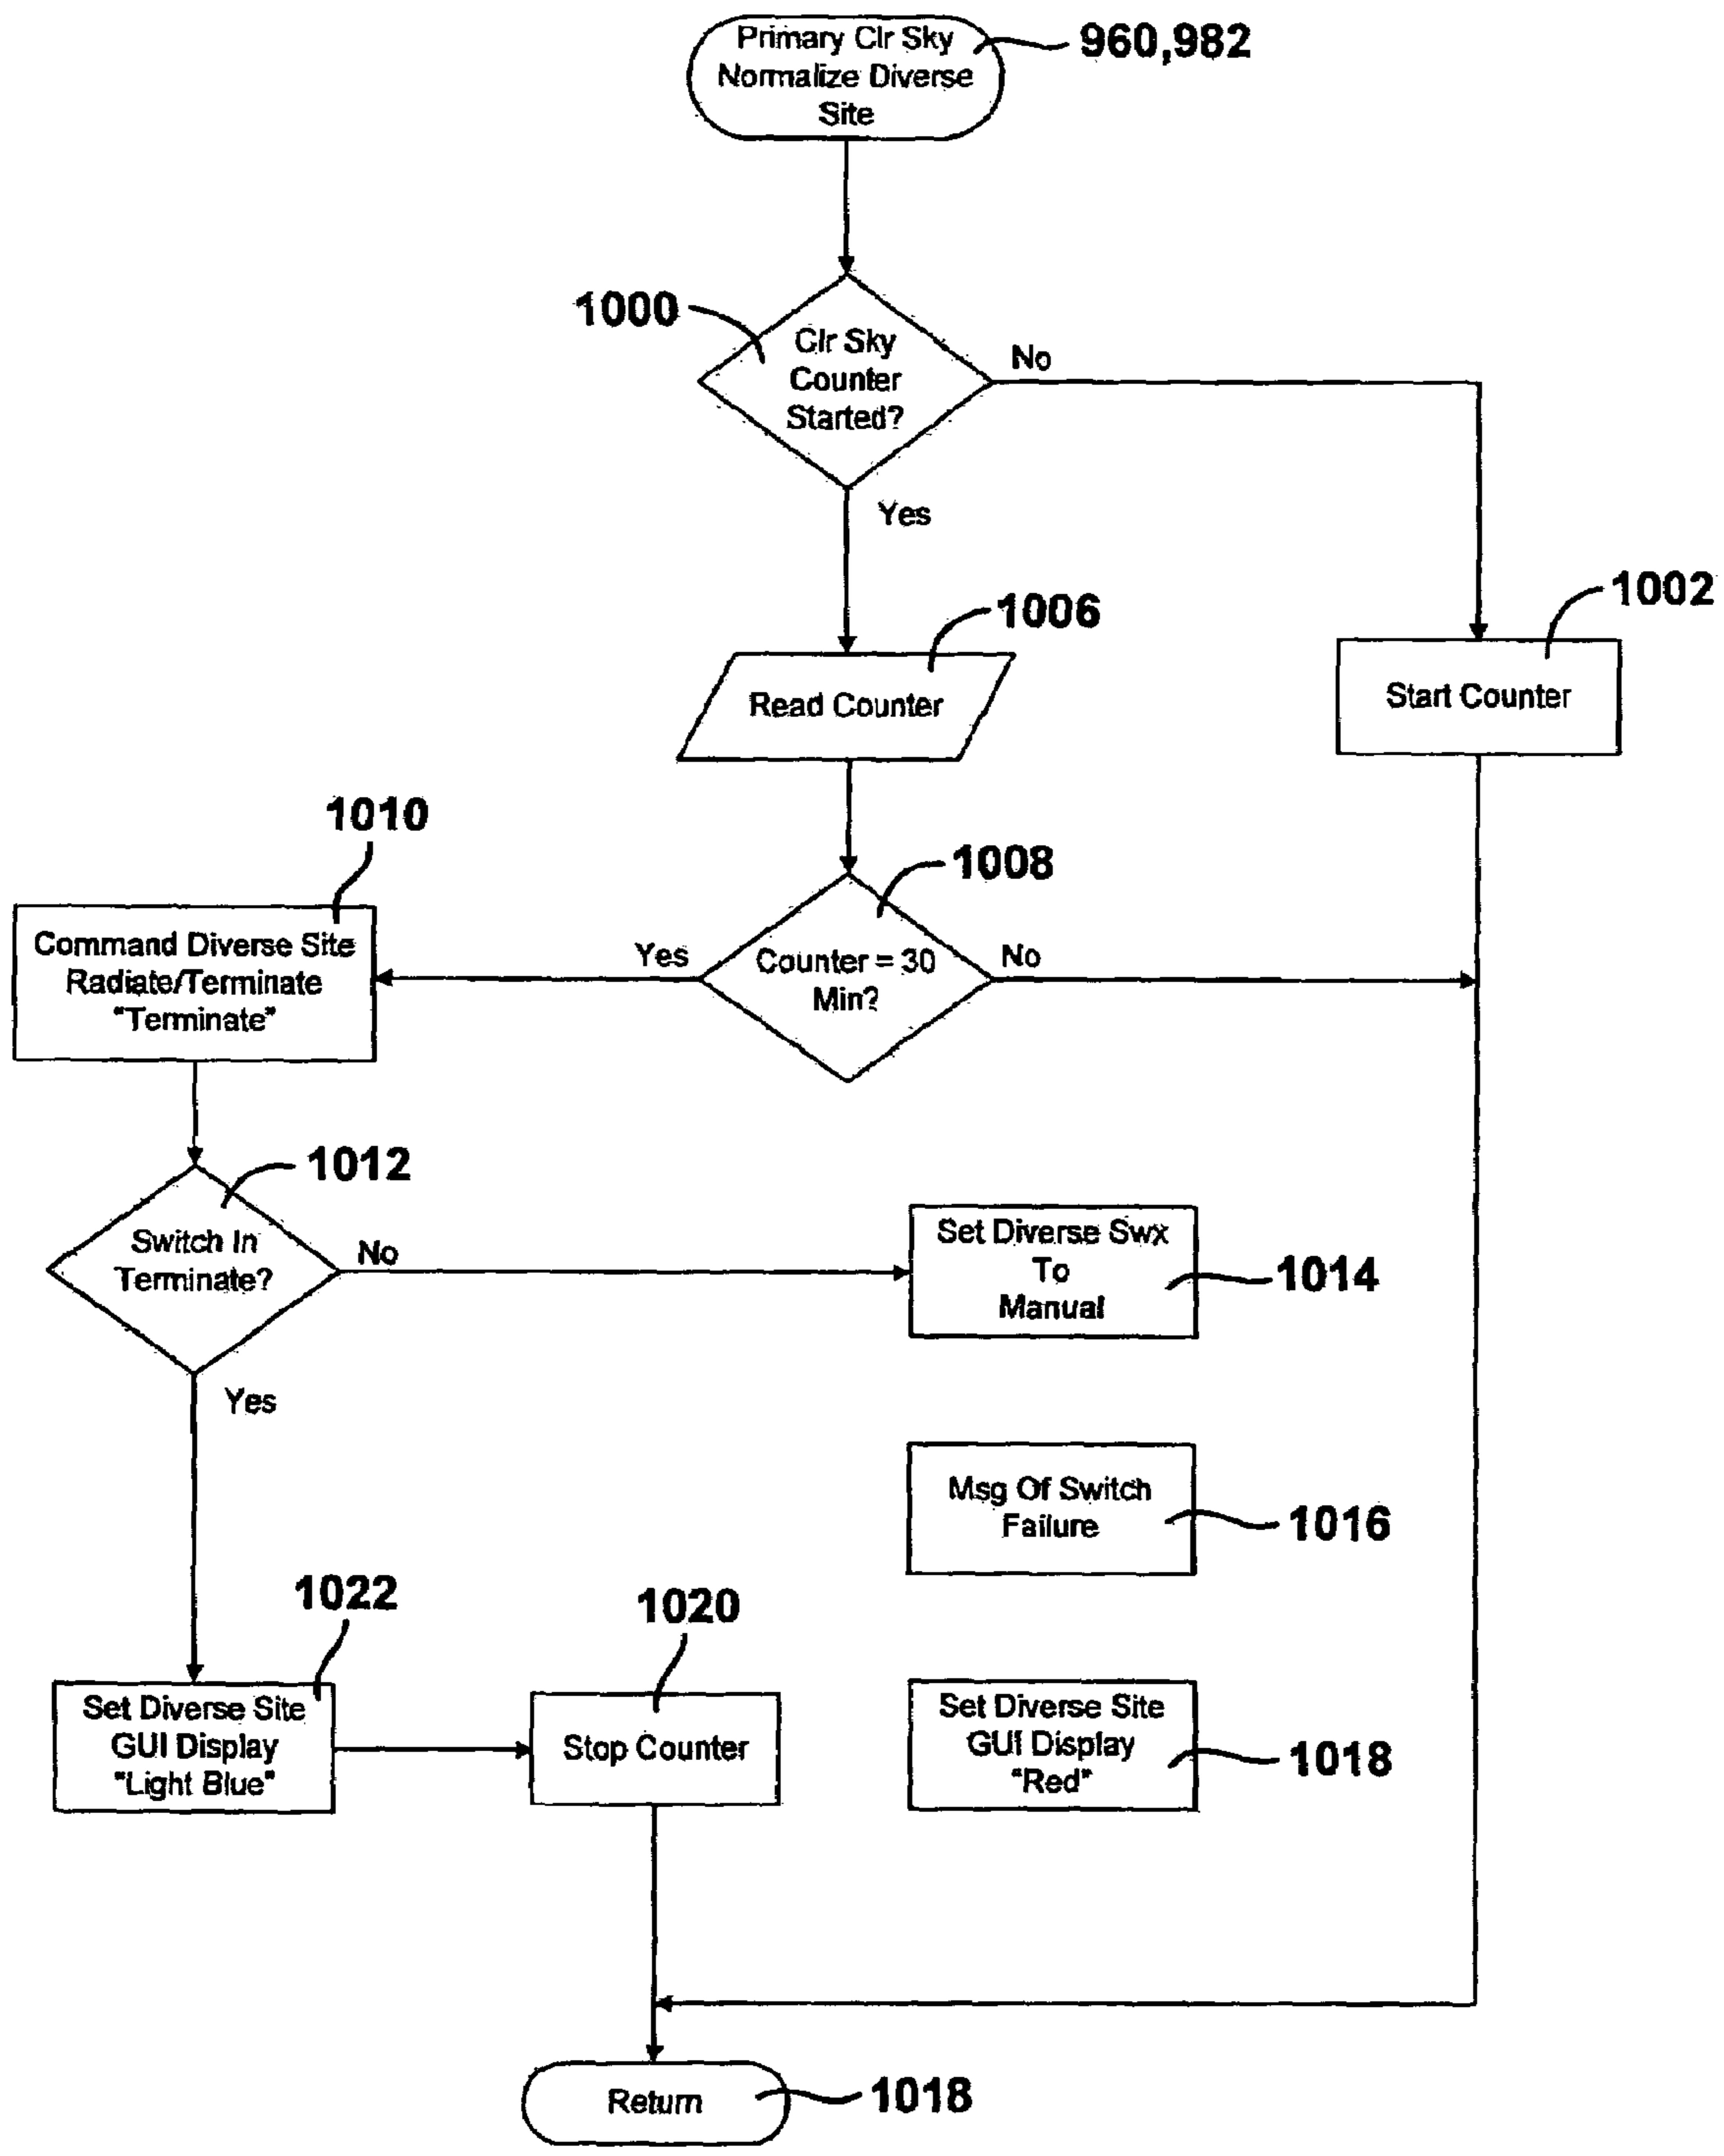 Primary Clr Sky
Normalize Diverse
Site
960,982
1000
Clr Sky
Counter
Started?
No
Yes
1002
Start Counter
1006
Read Counter
1008
Counter = 30
Min?
Yes
No
1010
Command Diverse Site
Radiate/Terminate
"Terminate"
1012
Switch In
Terminate?
No
Yes
Set Diverse Swx
To
Manual
1014
Msg Of Switch
Failure
1016
1022
Set Diverse Site
GUI Display
"Light Blue"
1020
Stop Counter
Set Diverse Site
GUI Display
"Red"
1018
Return
1018